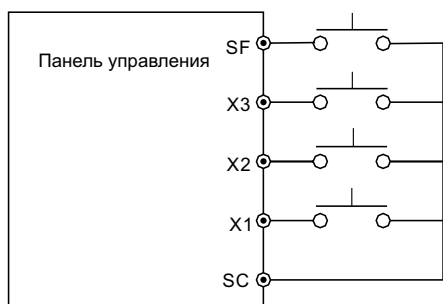 SF
Панель управления
X3
X2
X1
SC